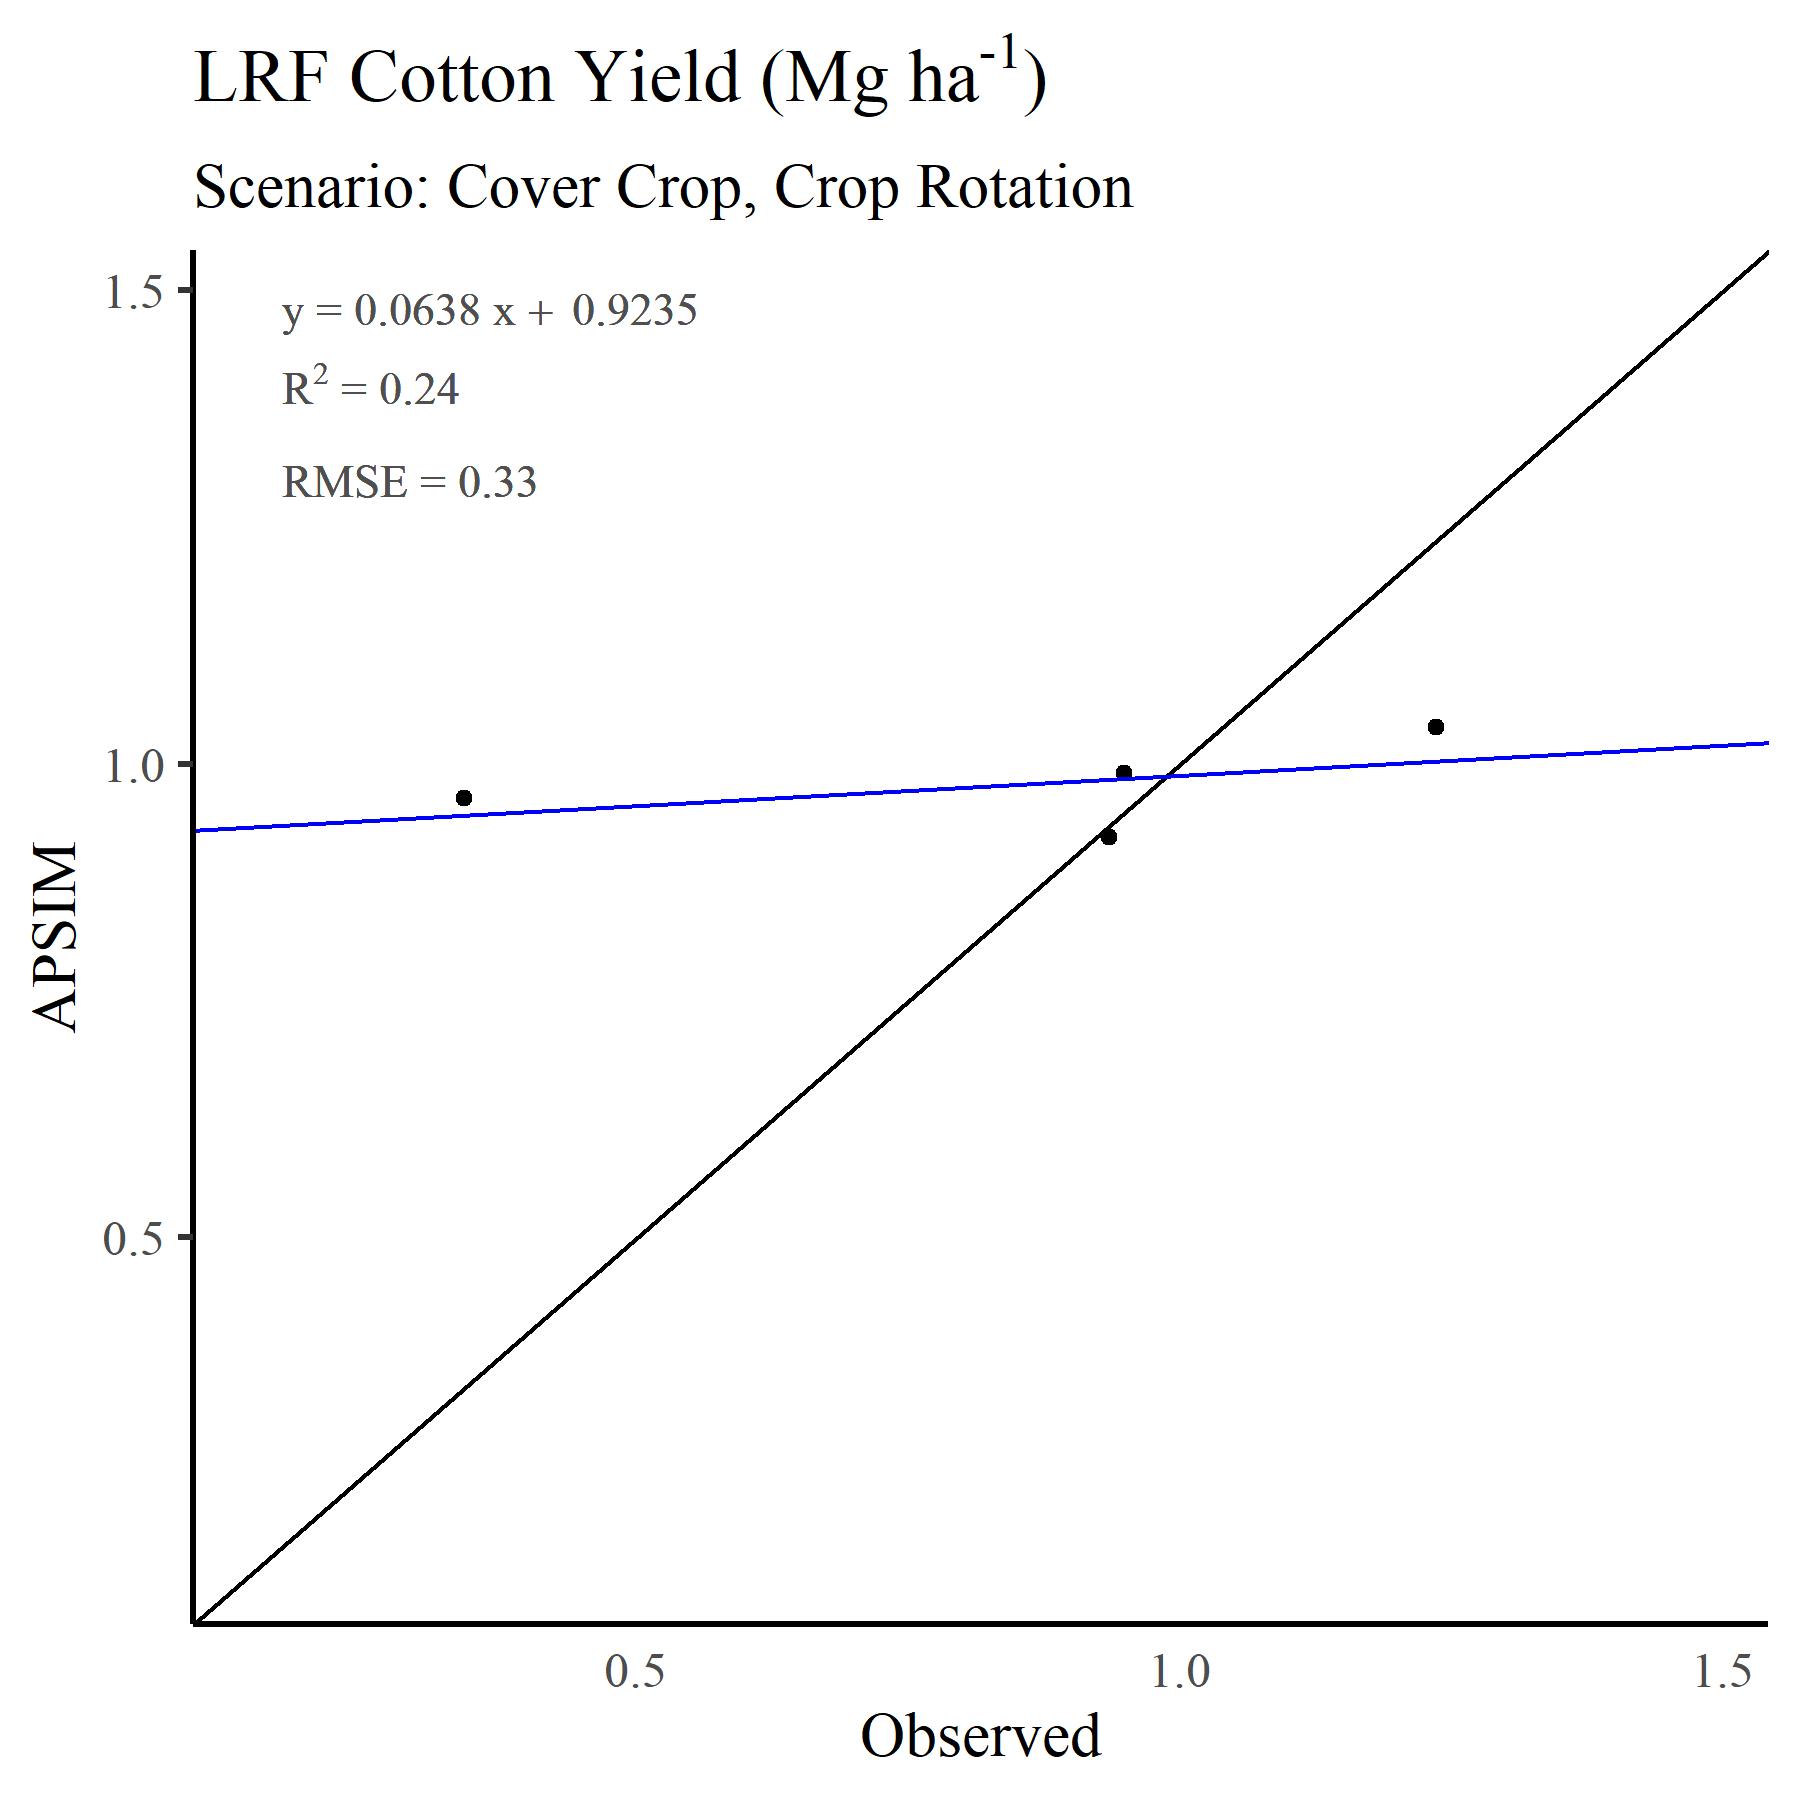 LRF Cotton Yield (Mg ha⁻¹)
Scenario: Cover Crop, Crop Rotation
1.5
y = 0.0638 x + 0.9235
R² = 0.24
RMSE = 0.33
1.0
APSIM
0.5
0.5 1.0 1.5
Observed